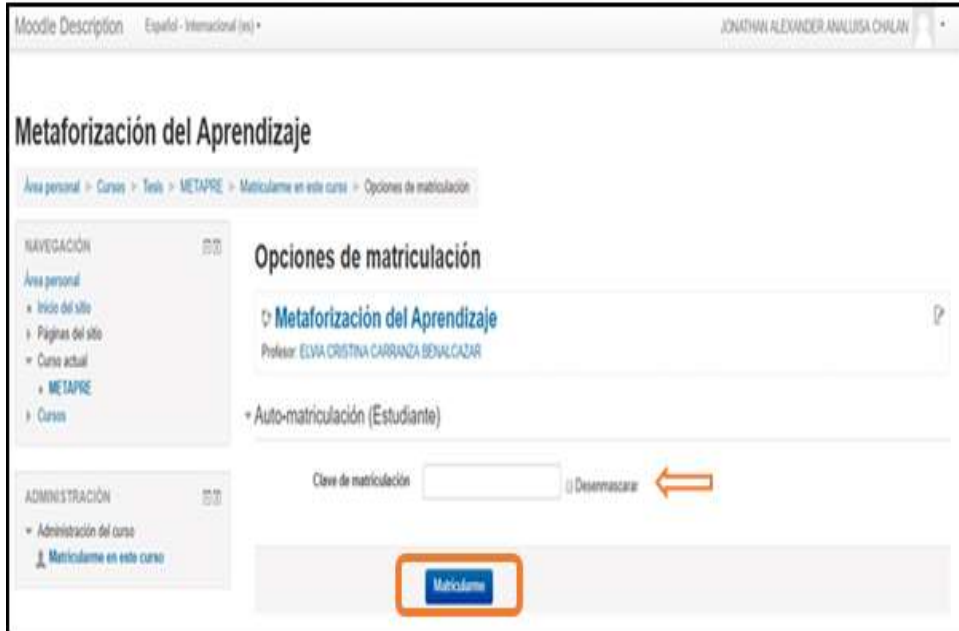 Moodle Description Español - Internacional (es)
JONATHAN ALEXANDER ANALUISA CHALAN
Metaforización del Aprendizaje
Área personal > Cursos > Tesis > METAPRE > Matricularme en este curso > Opciones de matriculación
NAVEGACIÓN
Área personal
Inicio del sitio
Páginas del sitio
Curso actual
METAPRE
Cursos
ADMINISTRACIÓN
Administración del curso
Matricularme en este curso
Opciones de matriculación
Metaforización del Aprendizaje
Profesor: ELVIA CRISTINA CARRANZA BENALCAZAR
Auto-matriculación (Estudiante)
Clave de matriculación
Desenmascarar
Matricularme